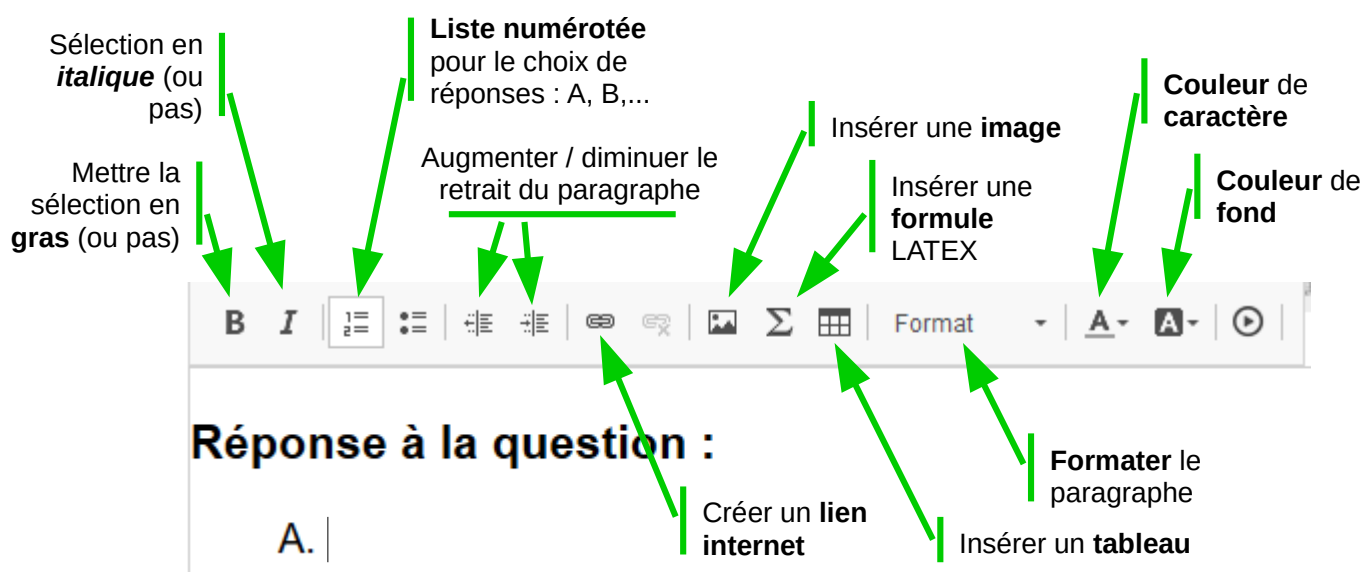 Sélection en
italique (ou
pas)
Liste numérotée
pour le choix de
réponses : A, B,...
Couleur de
caractère
Insérer une image
Augmenter / diminuer le
retrait du paragraphe
Mettre la
sélection en
gras (ou pas)
Insérer une
formule
LATEX
Couleur de
fond
B I Format A A
Réponse à la question :
A.
Formater le
paragraphe
Créer un lien
internet
Insérer un tableau